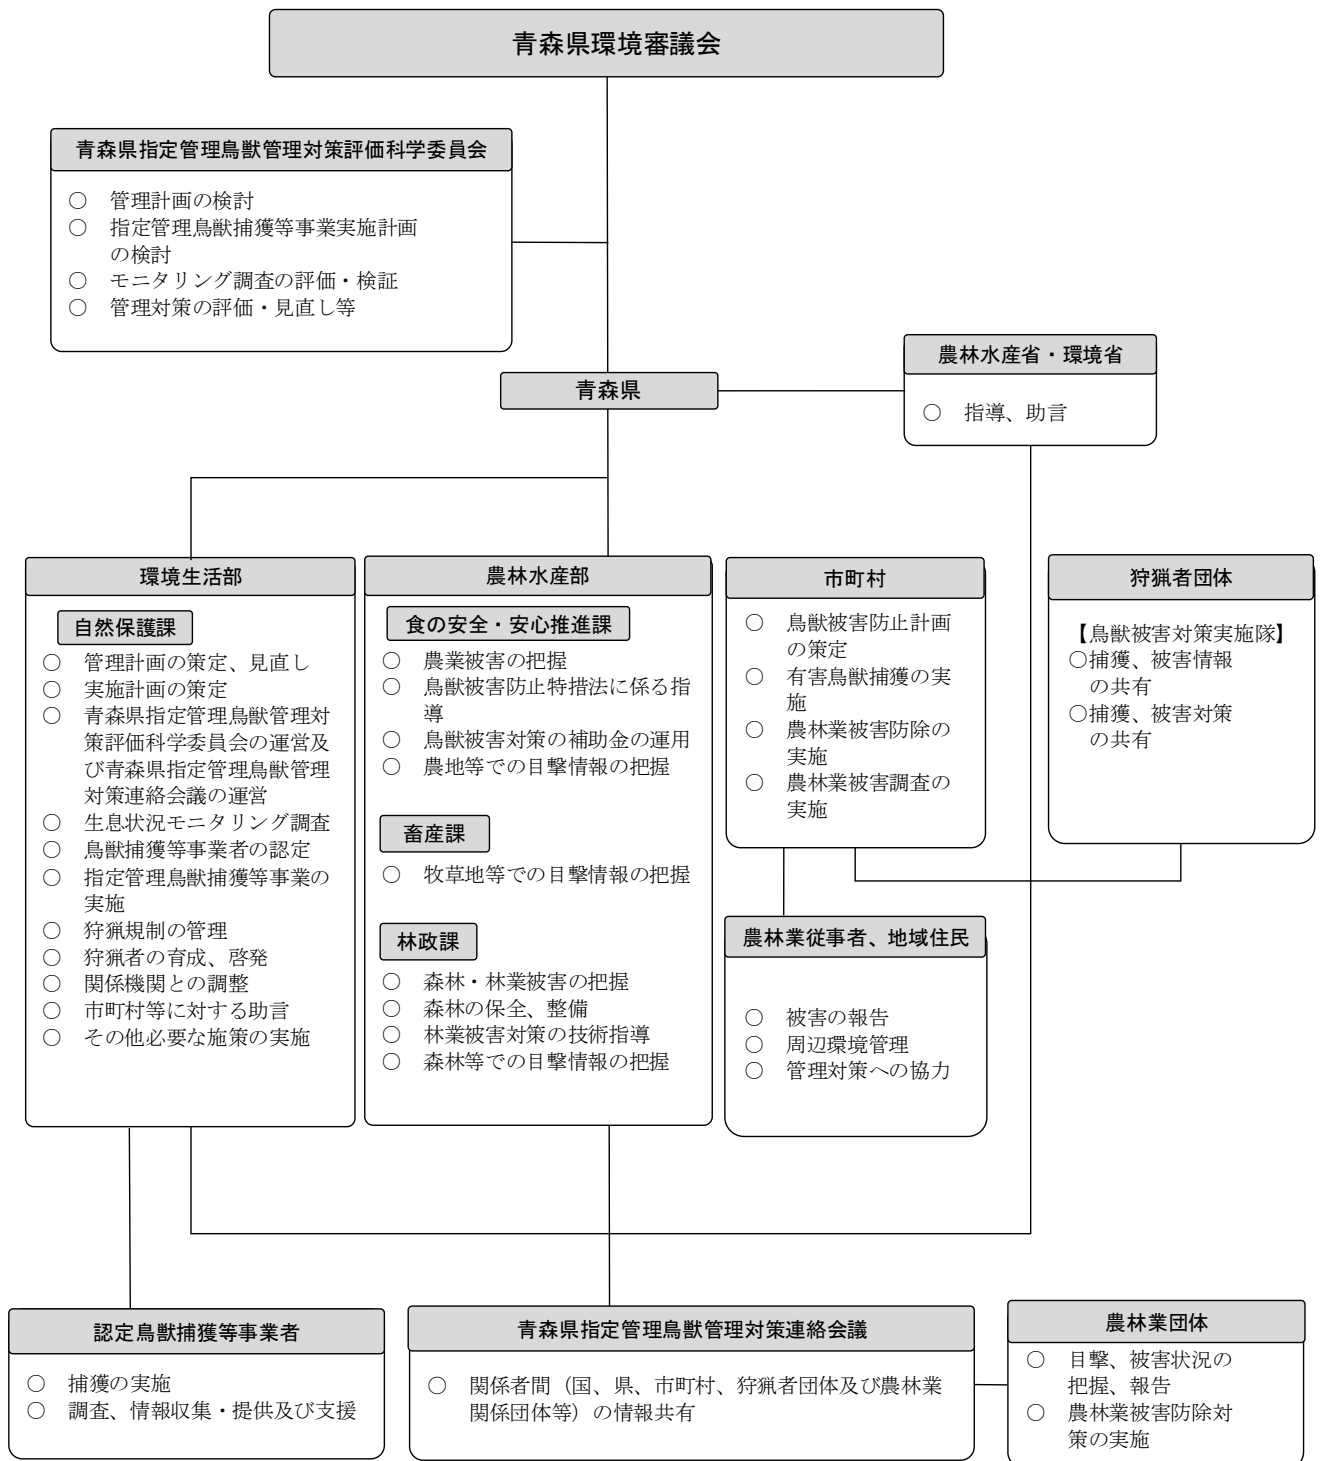 青森県環境審議会
青森県指定管理鳥獣管理対策評価科学委員会
○ 管理計画の検討
○ 指定管理鳥獣捕獲等事業実施計画
の検討
○ モニタリング調査の評価・検証
○ 管理対策の評価・見直し等
農林水産省・環境省
○ 指導、助言
青森県
環境生活部
自然保護課
○ 管理計画の策定、見直し
○ 実施計画の策定
○ 青森県指定管理鳥獣管理対
策評価科学委員会の運営及
び青森県指定管理鳥獣管理
対策連絡会議の運営
○ 生息状況モニタリング調査
○ 鳥獣捕獲等事業者の認定
○ 指定管理鳥獣捕獲等事業の
実施
○ 狩猟規制の管理
○ 狩猟者の育成、啓発
○ 関係機関との調整
○ 市町村等に対する助言
○ その他必要な施策の実施
農林水産部
食の安全・安心推進課
○ 農業被害の把握
○ 鳥獣被害防止特措法に係る指
導
○ 鳥獣被害対策の補助金の運用
○ 農地等での目撃情報の把握
畜産課
○ 牧草地等での目撃情報の把握
林政課
○ 森林・林業被害の把握
○ 森林の保全、整備
○ 林業被害対策の技術指導
○ 森林等での目撃情報の把握
市町村
○ 鳥獣被害防止計画
の策定
○ 有害鳥獣捕獲の実
施
○ 農林業被害防除の
実施
○ 農林業被害調査の
実施
狩猟者団体
【鳥獣被害対策実施隊】
○捕獲、被害情報
の共有
○捕獲、被害対策
の共有
農林業従事者、地域住民
○ 被害の報告
○ 周辺環境管理
○ 管理対策への協力
認定鳥獣捕獲等事業者
○ 捕獲の実施
○ 調査、情報収集・提供及び支援
青森県指定管理鳥獣管理対策連絡会議
○ 関係者間（国、県、市町村、狩猟者団体及び農林業
関係団体等）の情報共有
農林業団体
○ 目撃、被害状況の
把握、報告
○ 農林業被害防除対
策の実施